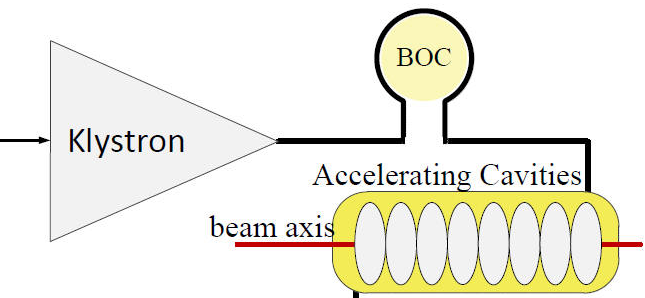 BOC
Klystron
Accelerating Cavities
beam axis